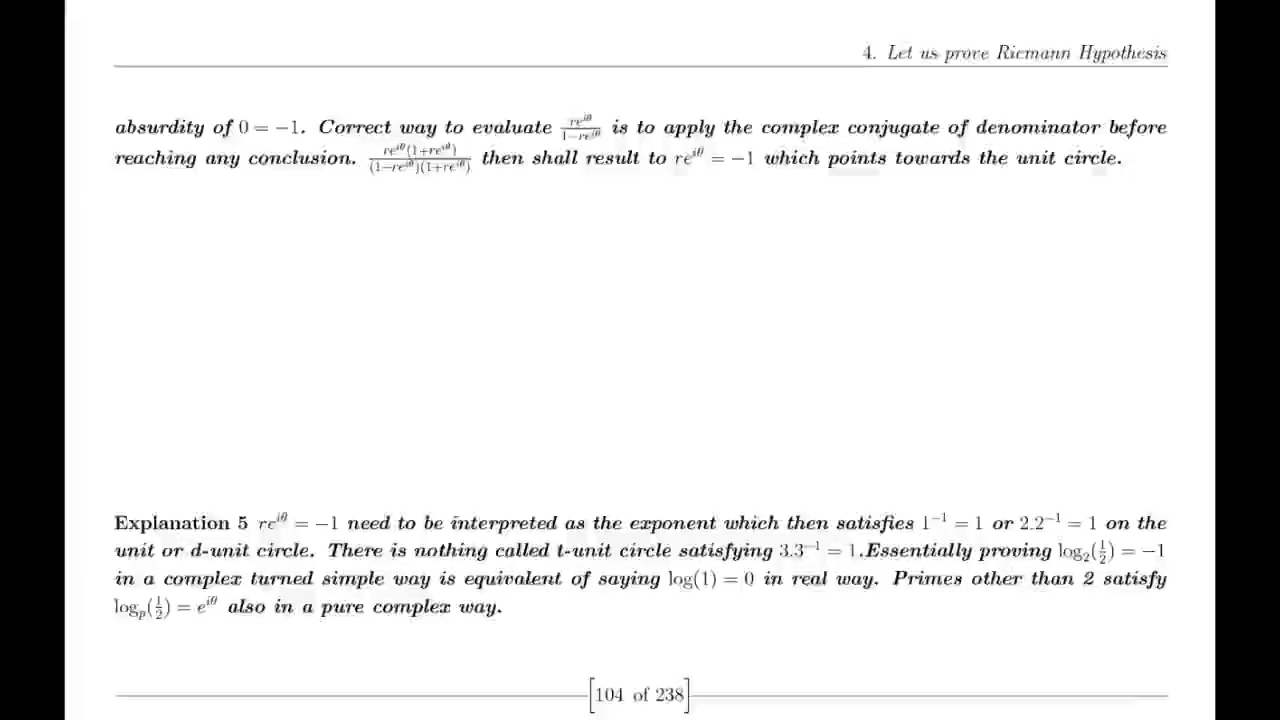 4. Let us prove Riemann Hypothesis
absurdity of 0 = −1. Correct way to evaluate re^{iθ}/(1−re^{iθ}) is to apply the complex conjugate of denominator before
reaching any conclusion. re^{iθ}(1+re^{iθ})/((1−re^{iθ})(1+re^{iθ})) then shall result to re^{iθ} = −1 which points towards the unit circle.
Explanation 5 re^{iθ} = −1 need to be interpreted as the exponent which then satisfies 1^{−1} = 1 or 2.2^{−1} = 1 on the
unit or d-unit circle. There is nothing called t-unit circle satisfying 3.3^{−1} = 1.Essentially proving log₂(1/2) = −1
in a complex turned simple way is equivalent of saying log(1) = 0 in real way. Primes other than 2 satisfy
log_p(1/2) = e^{iθ} also in a pure complex way.
[104 of 238]